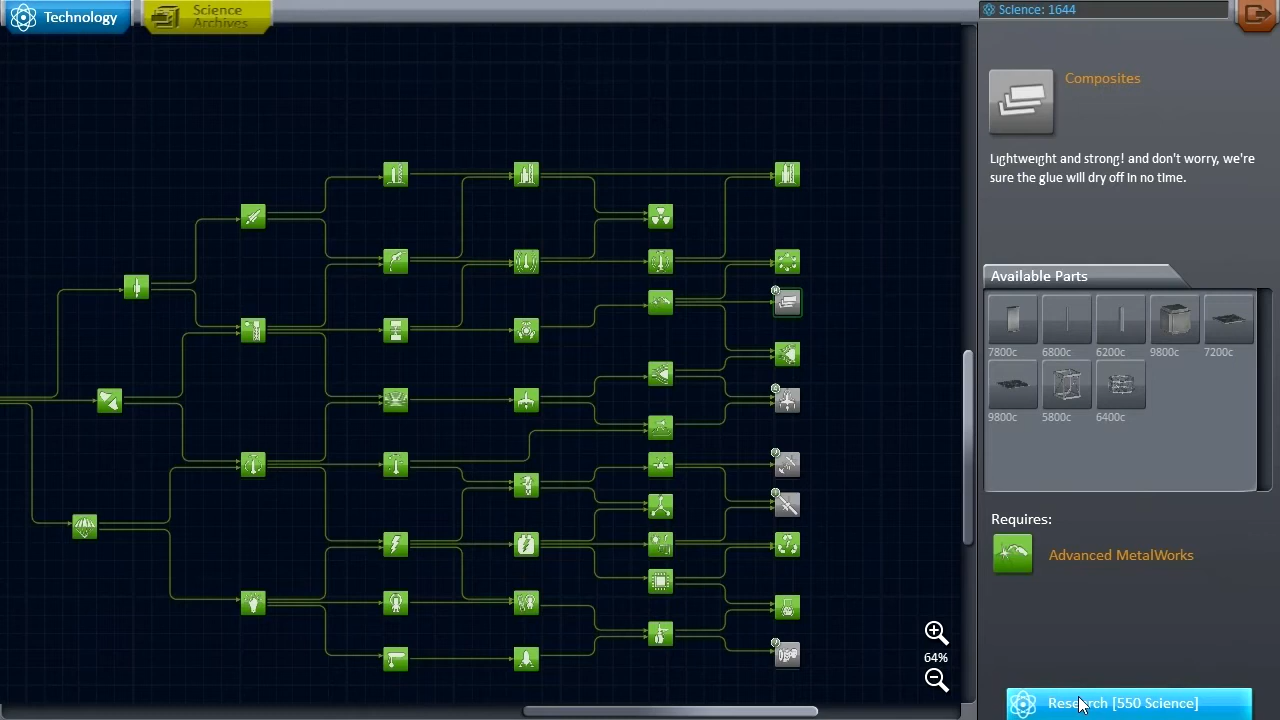 Technology
Science
Archives
Science: 1644
Composites
Lightweight and strong! and don't worry, we're
sure the glue will dry off in no time.
Available Parts
7800c 6800c 6200c 9800c 7200c
9800c 5800c 6400c
Requires:
Advanced MetalWorks
64%
Research [550 Science]